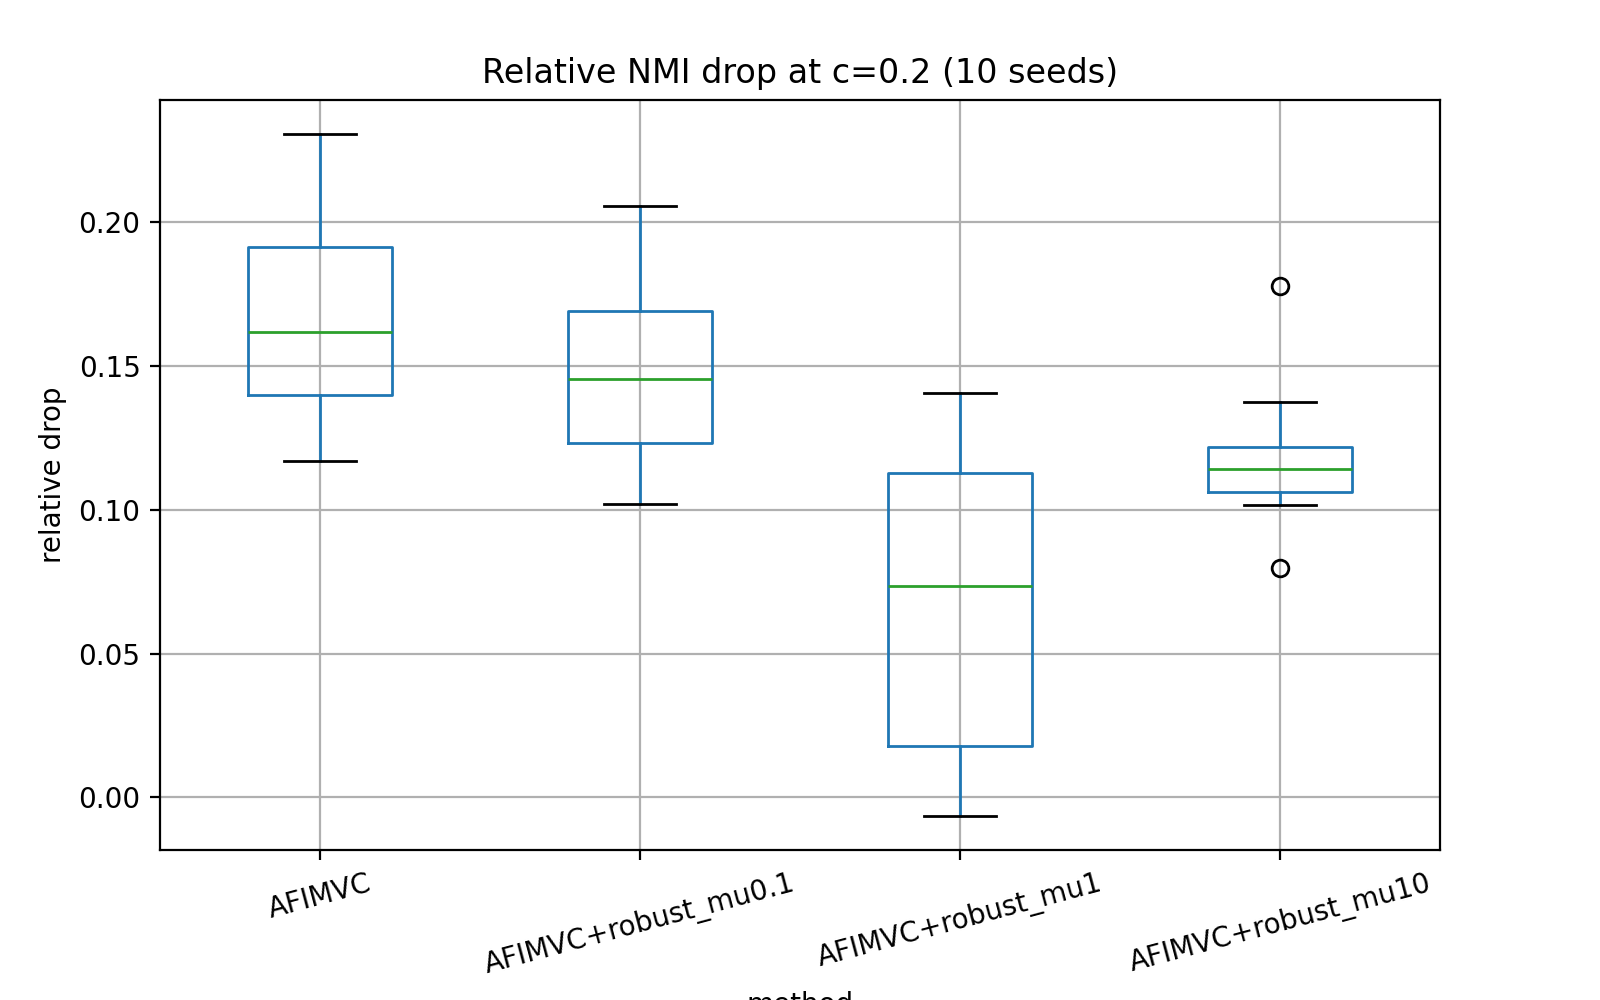 Relative NMI drop at c=0.2 (10 seeds)
relative drop
0.20
0.15
0.10
0.05
0.00
AFIMVC
AFIMVC+robust_mu0.1
AFIMVC+robust_mu1
AFIMVC+robust_mu10
method